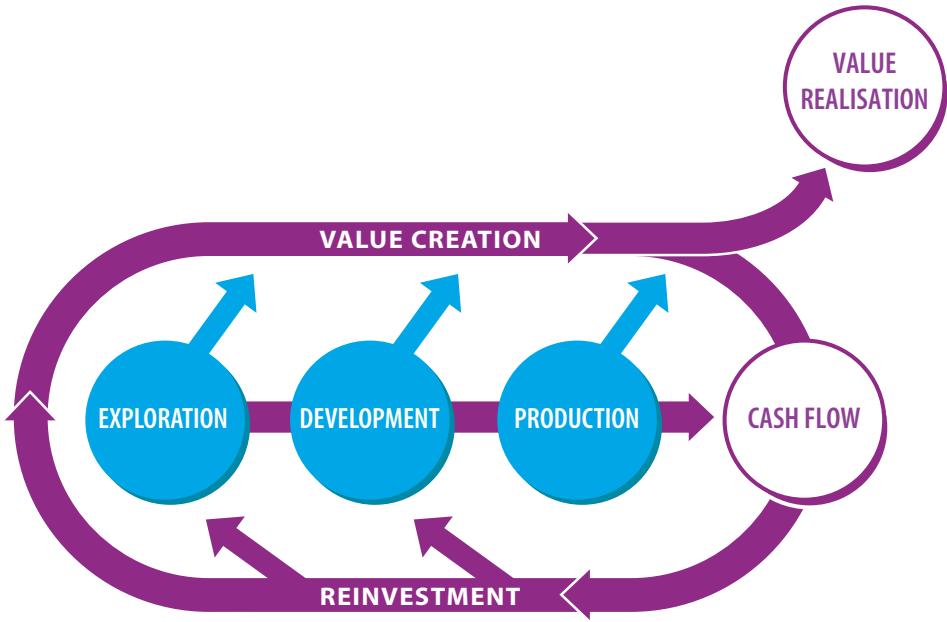 VALUE
REALISATION
VALUE CREATION
EXPLORATION
DEVELOPMENT
PRODUCTION
CASH FLOW
REINVESTMENT